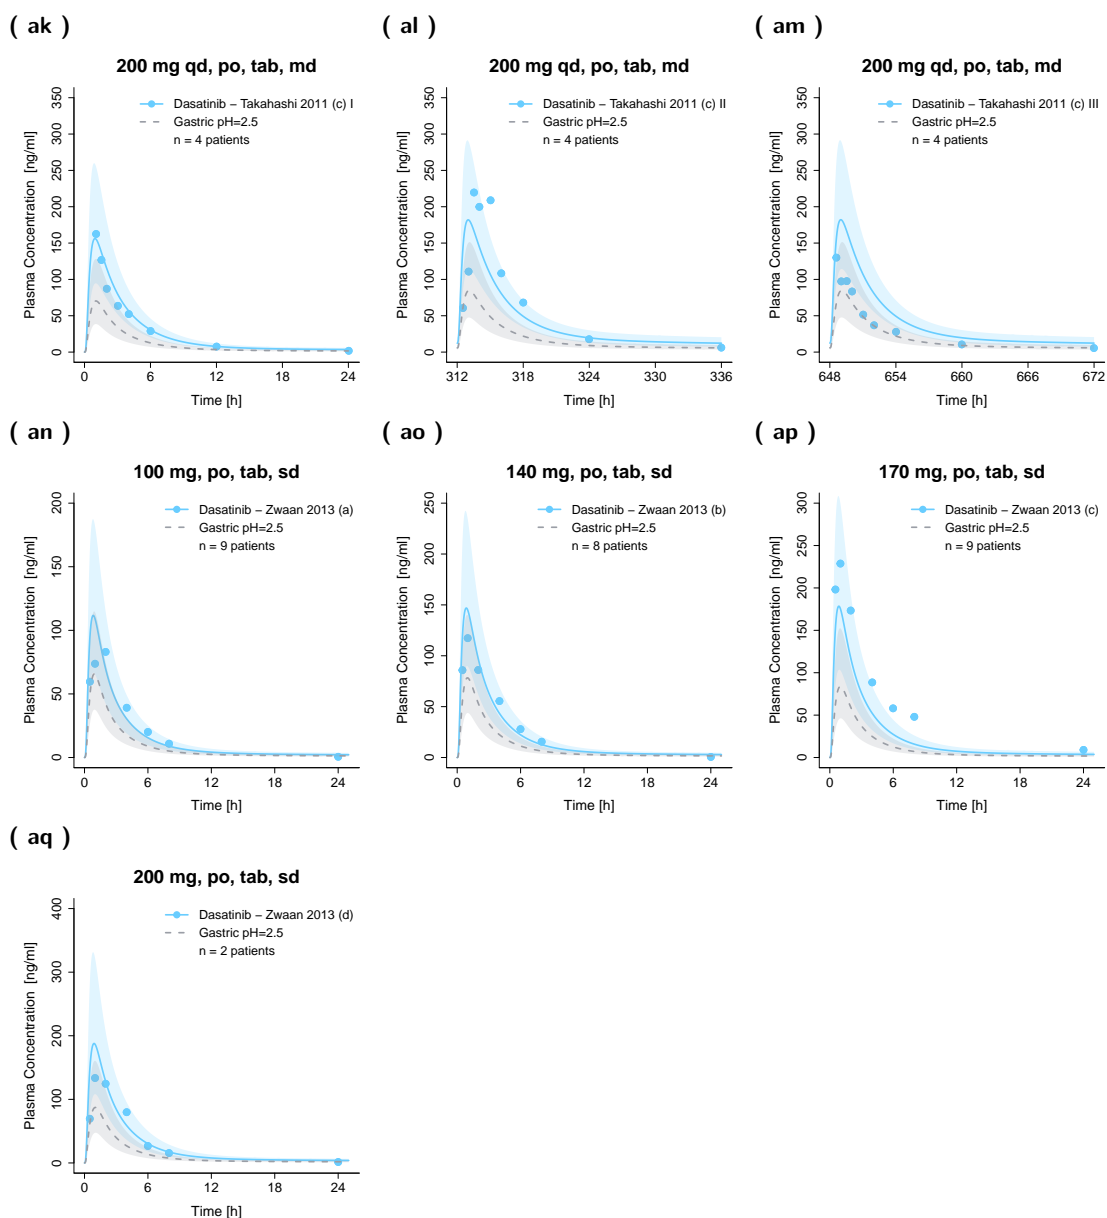 ( ak )
200 mg qd, po, tab, md
Dasatinib – Takahashi 2011 (c) I
Gastric pH=2.5
n = 4 patients
Plasma Concentration [ng/ml]
0 50 100 150 200 250 300 350
0 6 12 18 24
Time [h]
( al )
200 mg qd, po, tab, md
Dasatinib – Takahashi 2011 (c) II
Gastric pH=2.5
n = 4 patients
Plasma Concentration [ng/ml]
0 50 100 150 200 250 300 350
312 318 324 330 336
Time [h]
( am )
200 mg qd, po, tab, md
Dasatinib – Takahashi 2011 (c) III
Gastric pH=2.5
n = 4 patients
Plasma Concentration [ng/ml]
0 50 100 150 200 250 300 350
648 654 660 666 672
Time [h]
( an )
100 mg, po, tab, sd
Dasatinib – Zwaan 2013 (a)
Gastric pH=2.5
n = 9 patients
Plasma Concentration [ng/ml]
0 50 100 150 200
0 6 12 18 24
Time [h]
( ao )
140 mg, po, tab, sd
Dasatinib – Zwaan 2013 (b)
Gastric pH=2.5
n = 8 patients
Plasma Concentration [ng/ml]
0 50 100 150 200 250
0 6 12 18 24
Time [h]
( ap )
170 mg, po, tab, sd
Dasatinib – Zwaan 2013 (c)
Gastric pH=2.5
n = 9 patients
Plasma Concentration [ng/ml]
0 50 100 150 200 250 300
0 6 12 18 24
Time [h]
( aq )
200 mg, po, tab, sd
Dasatinib – Zwaan 2013 (d)
Gastric pH=2.5
n = 2 patients
Plasma Concentration [ng/ml]
0 100 200 300 400
0 6 12 18 24
Time [h]